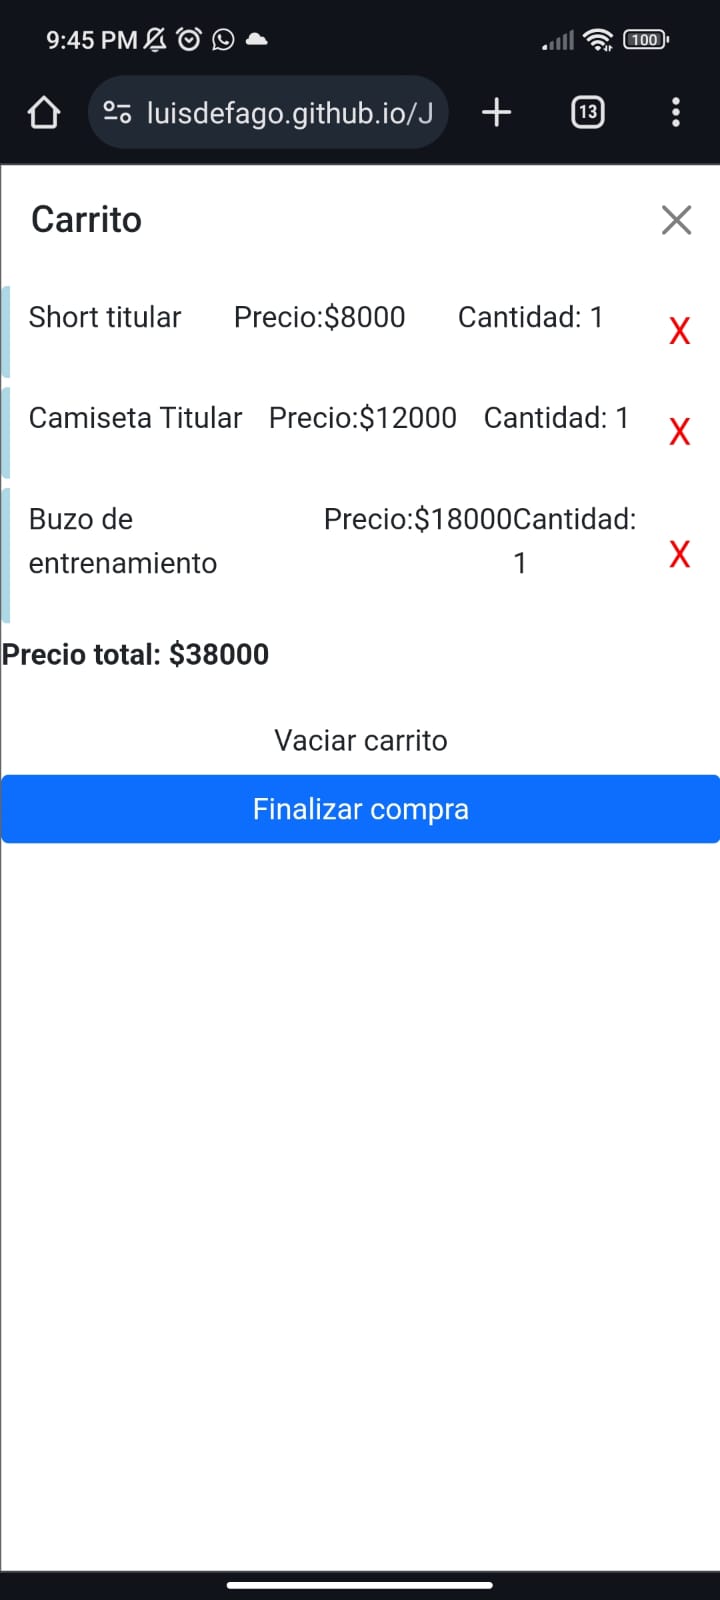 9:45 PM 100
luisdefago.github.io/J 13
Carrito
Short titular Precio:$8000 Cantidad: 1 X
Camiseta Titular Precio:$12000 Cantidad: 1 X
Buzo de Precio:$18000Cantidad:
entrenamiento 1 X
Precio total: $38000
Vaciar carrito
Finalizar compra